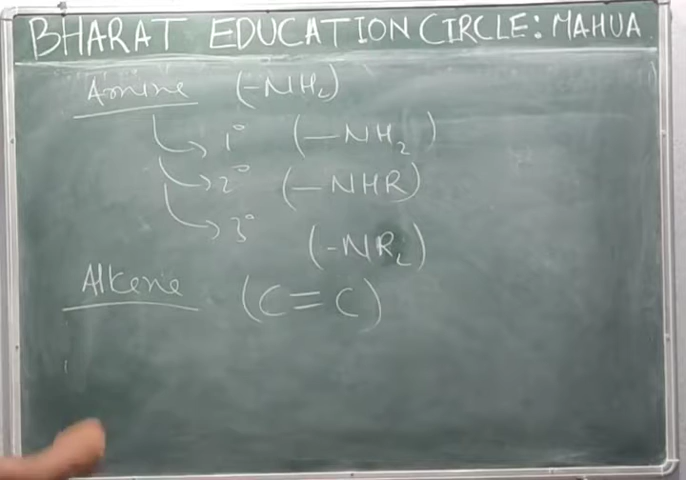 BHARAT EDUCATION CIRCLE: MAHUA
Amine (-NH₂)
1° (-NH₂)
2° (-NHR)
3° (-NR₂)
Alkene (C=C)